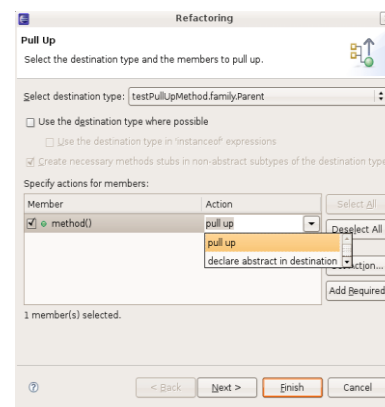 Refactoring
Pull Up
Select the destination type and the members to pull up.
Select destination type: testPullUpMethod.family.Parent
Use the destination type where possible
Use the destination type in 'instanceof' expressions
Create necessary methods stubs in non-abstract subtypes of the destination type
Specify actions for members:
Member Action Select All
method() pull up Deselect All
pull up
declare abstract in destination
Add Required
1 member(s) selected.
< Back Next > Finish Cancel